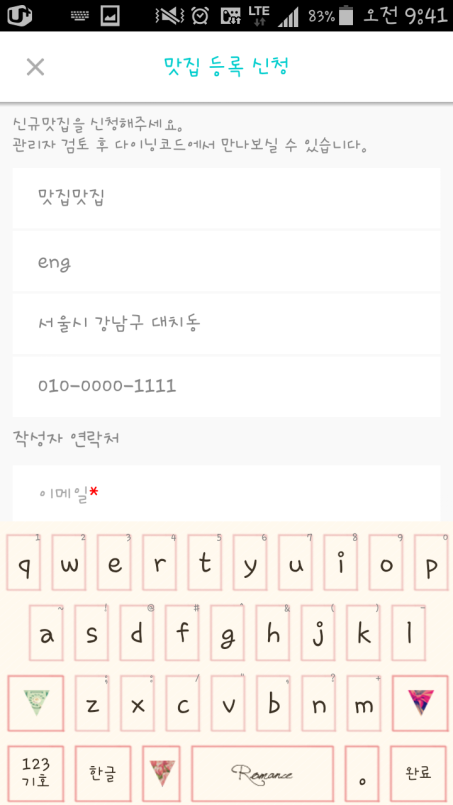 LTE 83% 오전 9:41
맛집 등록 신청
신규맛집을 신청해주세요.
관리자 검토 후 다이닝코드에서 만나보실 수 있습니다.
맛집맛집
eng
서울시 강남구 대치동
010-0000-1111
작성자 연락처
이메일*
1 2 3 4 5 6 7 8 9 0
q w e r t y u i o p
~ ! @ # ^ & ( ) -
a s d f g h j k l
; : / " , ? +
z x c v b n m
123 한글 Romance . 완료
기호